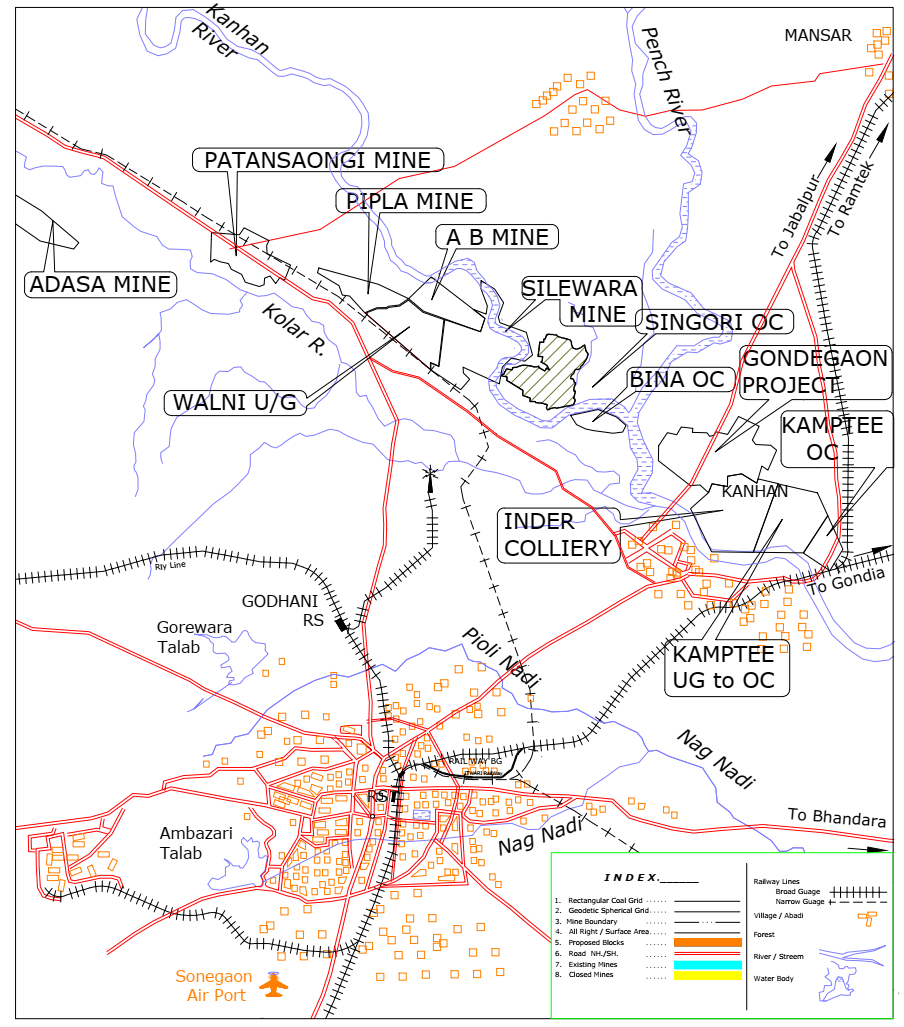 Kanhan
River
Pench River
MANSAR
PATANSAONGI MINE
PIPLA MINE
A B MINE
To Jabalpur
To Ramtek
ADASA MINE
SILEWARA
MINE
SINGORI OC
Kolar R.
GONDEGAON
PROJECT
BINA OC
WALNI U/G
KAMPTEE
OC
KANHAN
INDER
COLLIERY
Rly Line
To Gondia
GODHANI
RS
Gorewara
Talab
Pioli Nadi
KAMPTEE
UG to OC
Nag Nadi
RAIL WAY BG
RS
To Bhandara
Ambazari
Talab
Nag Nadi
Sonegaon
Air Port
INDEX.______
1. Rectangular Coal Grid ......
2. Geodetic Spherical Grid.....
3. Mine Boundary ......
4. All Right / Surface Area.....
5. Proposed Blocks ......
6. Road NH./SH. ......
7. Existing Mines ......
8. Closed Mines ......
Railway Lines
Broad Guage
Narrow Guage
Village / Abadi
Forest
River / Streem
Water Body